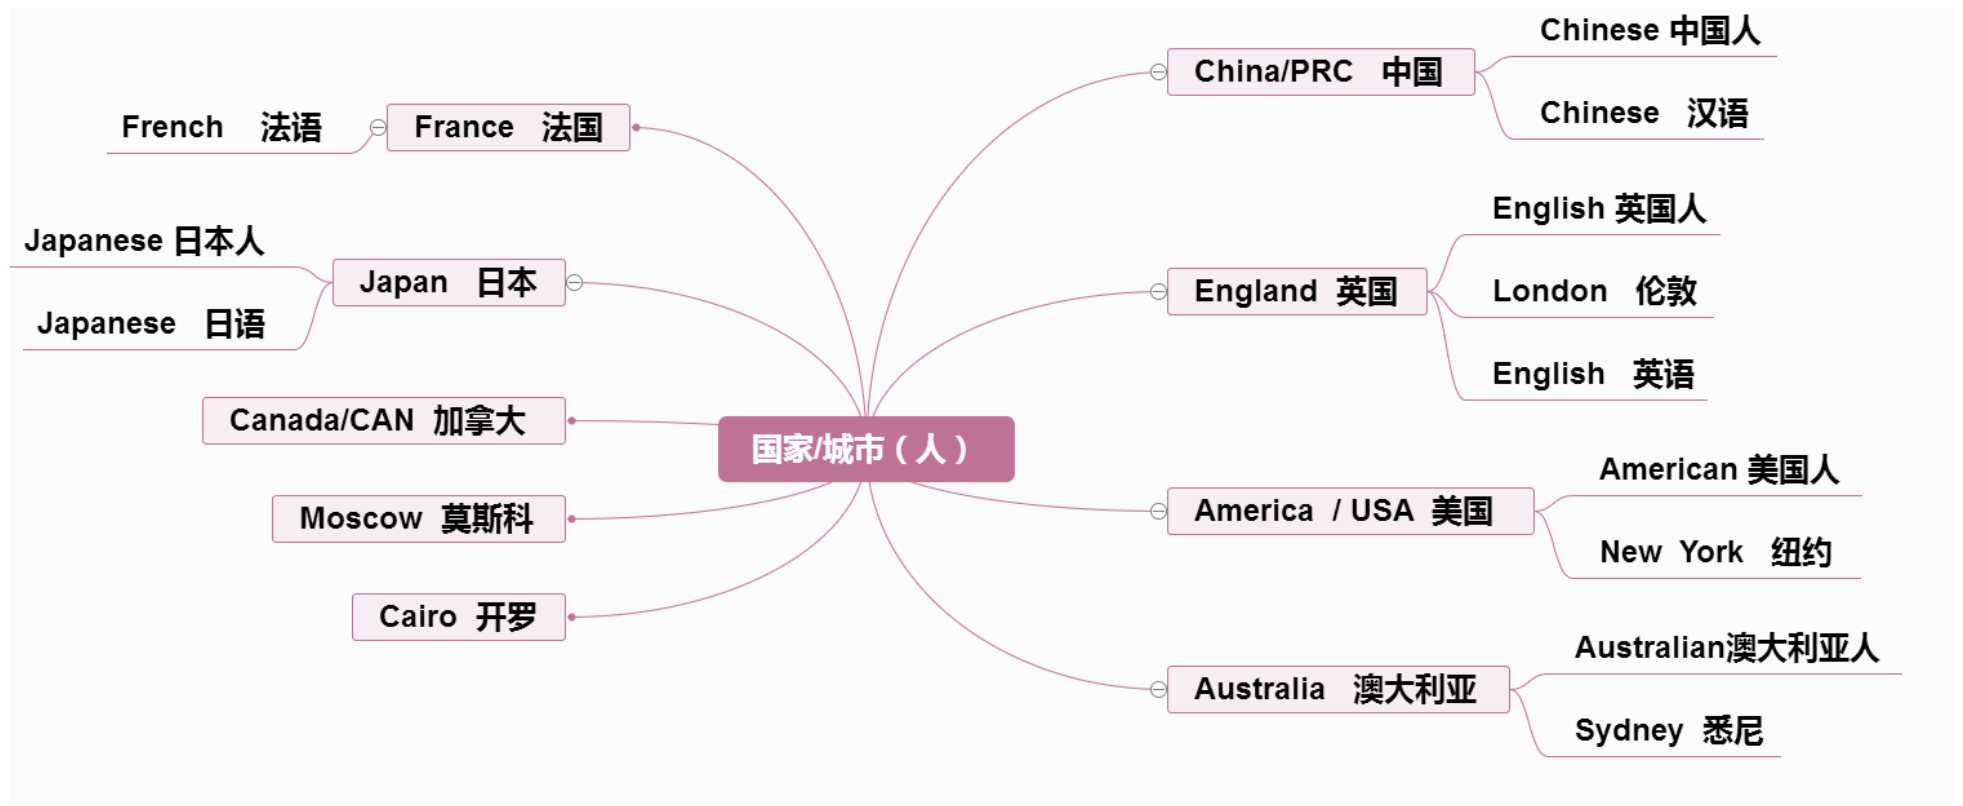 国家/城市（人）
China/PRC 中国
Chinese 中国人
Chinese 汉语
England 英国
English 英国人
London 伦敦
English 英语
America / USA 美国
American 美国人
New York 纽约
Australia 澳大利亚
Australian澳大利亚人
Sydney 悉尼
France 法国
French 法语
Japan 日本
Japanese 日本人
Japanese 日语
Canada/CAN 加拿大
Moscow 莫斯科
Cairo 开罗